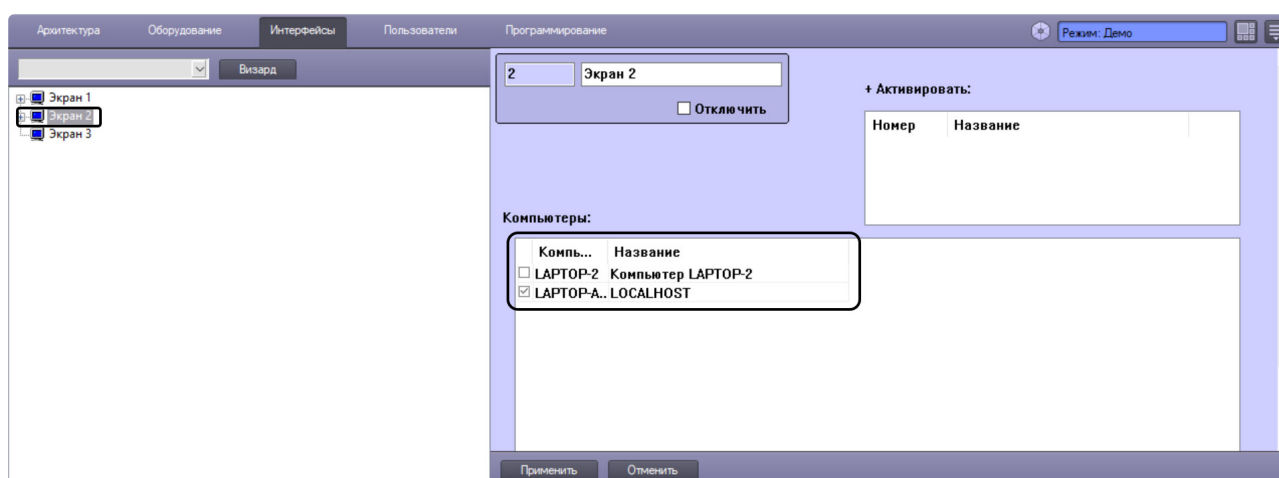 Архитектура Оборудование Интерфейсы Пользователи Программирование Режим: Демо
Визард
Экран 1
Экран 2
Экран 3
2 Экран 2
Отключить
+ Активировать:
Номер Название
Компьютеры:
Компь... Название
LAPTOP-2 Компьютер LAPTOP-2
LAPTOP-A.. LOCALHOST
Применить Отменить